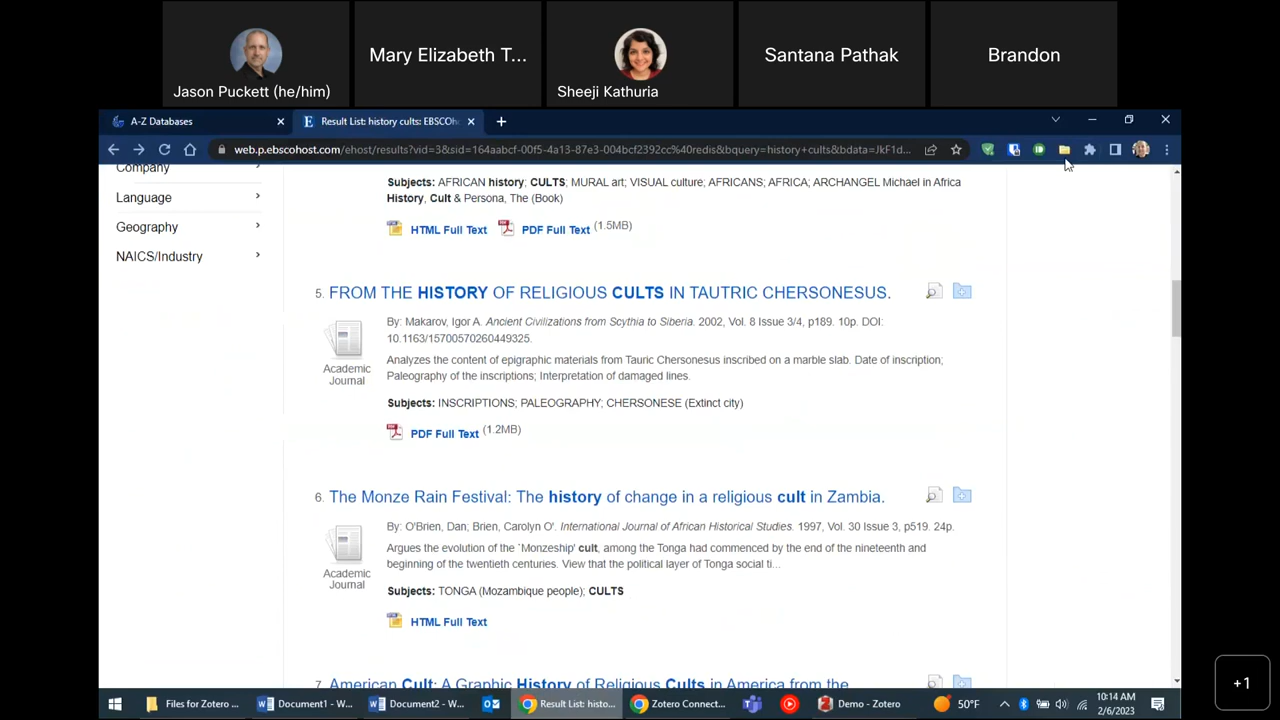 Jason Puckett (he/him)
Mary Elizabeth T...
Sheeji Kathuria
Santana Pathak
Brandon
A-Z Databases
Result List: history cults: EBSCOh
web.p.ebscohost.com/ehost/results?vid=3&sid=164aabcf-00f5-4a13-87e3-004bcf2392cc%40redis&bquery=history+cults&bdata=JkF1d...
Company
Language
Geography
NAICS/Industry
Subjects: AFRICAN history; CULTS; MURAL art; VISUAL culture; AFRICANS; AFRICA; ARCHANGEL Michael in Africa
History, Cult & Persona, The (Book)
HTML Full Text PDF Full Text (1.5MB)
5. FROM THE HISTORY OF RELIGIOUS CULTS IN TAUTRIC CHERSONESUS.
By: Makarov, Igor A. Ancient Civilizations from Scythia to Siberia. 2002, Vol. 8 Issue 3/4, p189. 10p. DOI:
10.1163/15700570260449325.
Academic
Journal
Analyzes the content of epigraphic materials from Tauric Chersonesus inscribed on a marble slab. Date of inscription;
Paleography of the inscriptions; Interpretation of damaged lines.
Subjects: INSCRIPTIONS; PALEOGRAPHY; CHERSONESE (Extinct city)
PDF Full Text (1.2MB)
6. The Monze Rain Festival: The history of change in a religious cult in Zambia.
By: O'Brien, Dan; Brien, Carolyn O'. International Journal of African Historical Studies. 1997, Vol. 30 Issue 3, p519. 24p.
Academic
Journal
Argues the evolution of the `Monzeship' cult, among the Tonga had commenced by the end of the nineteenth and
beginning of the twentieth centuries. View that the political layer of Tonga social ti...
Subjects: TONGA (Mozambique people); CULTS
HTML Full Text
7. American Cult: A Graphic History of Religious Cults in America from the
+1
Files for Zotero ...
Document1 - W...
Document2 - W...
Result List: histo...
Zotero Connect...
Demo - Zotero
50°F
10:14 AM
2/6/2023